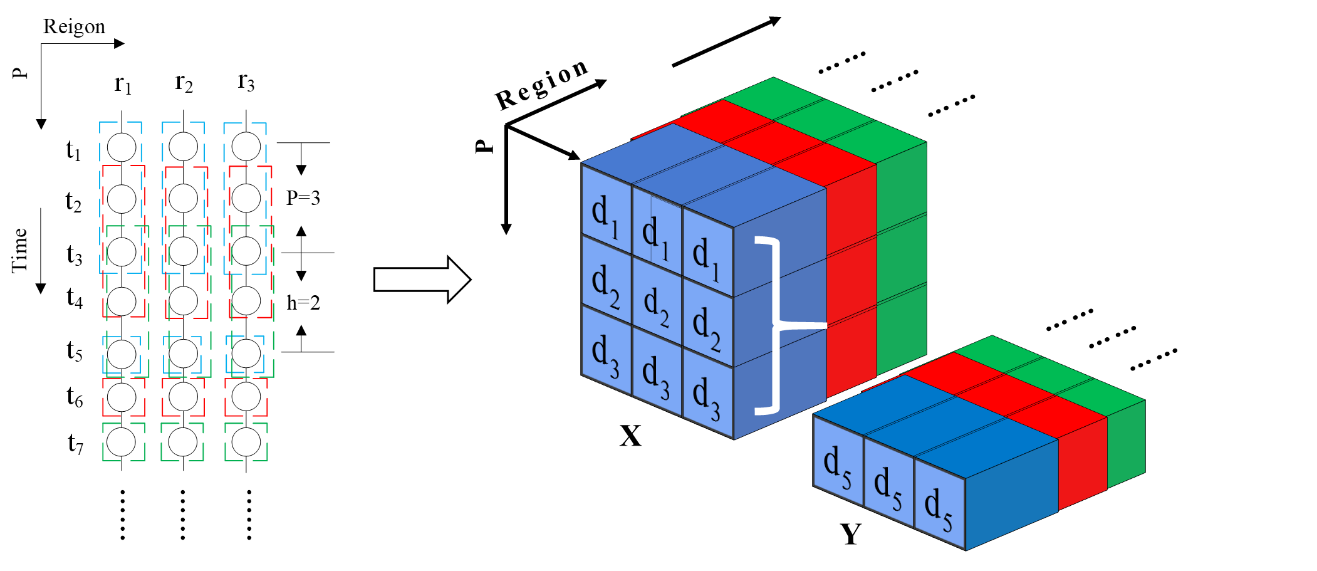 Reigon
P
r1 r2 r3
t1
t2
t3
t4
t5
t6
t7
Time
P=3
h=2
Region
P
d1 d1 d1
d2 d2 d2
d3 d3 d3
X
d5 d5 d5
Y